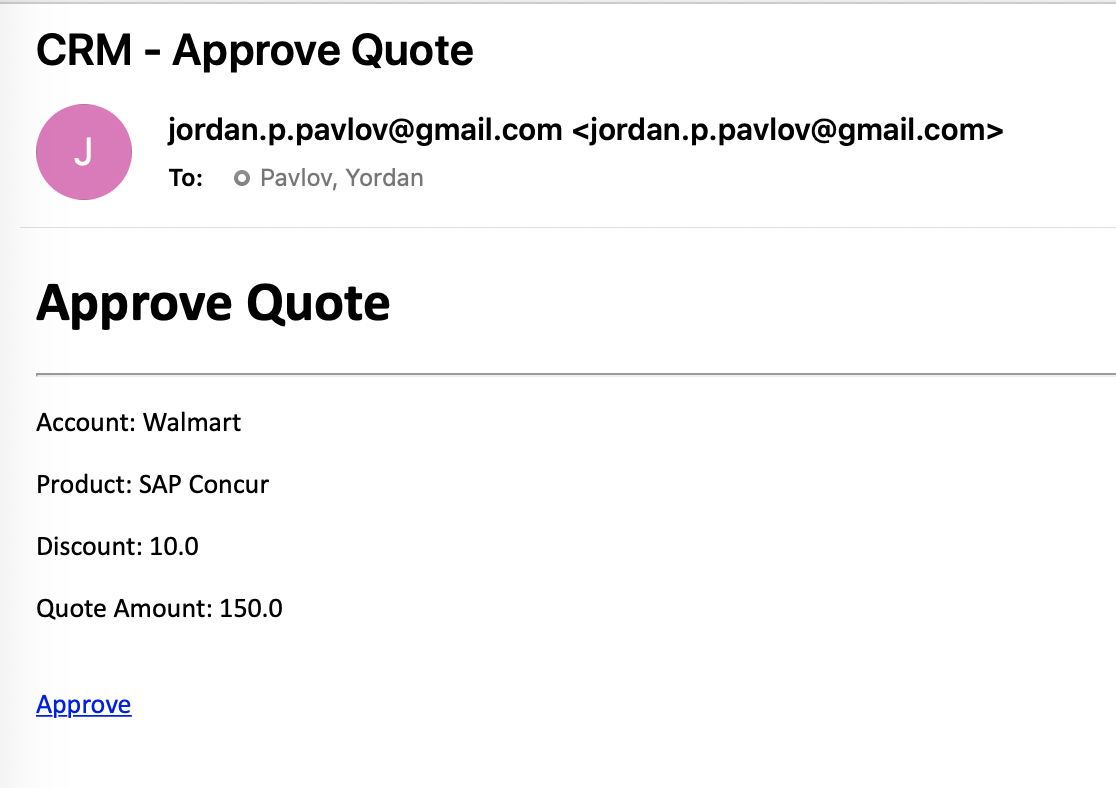 CRM - Approve Quote
J
jordan.p.pavlov@gmail.com <jordan.p.pavlov@gmail.com>
To: Pavlov, Yordan
Approve Quote
Account: Walmart
Product: SAP Concur
Discount: 10.0
Quote Amount: 150.0
Approve